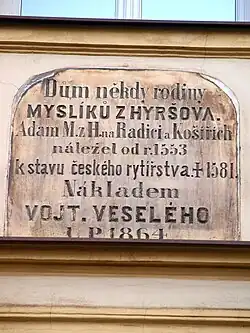 Dům někdy rodiny
MYSLÍKŮ Z HYRŠOVA.
Adam M. z H. na Radici a Košířích
náležel od r. 1553
k stavu českého rytířstva. ✝ 1581.
Nákladem
VOJT. VESELÉHO
L. P. 1864